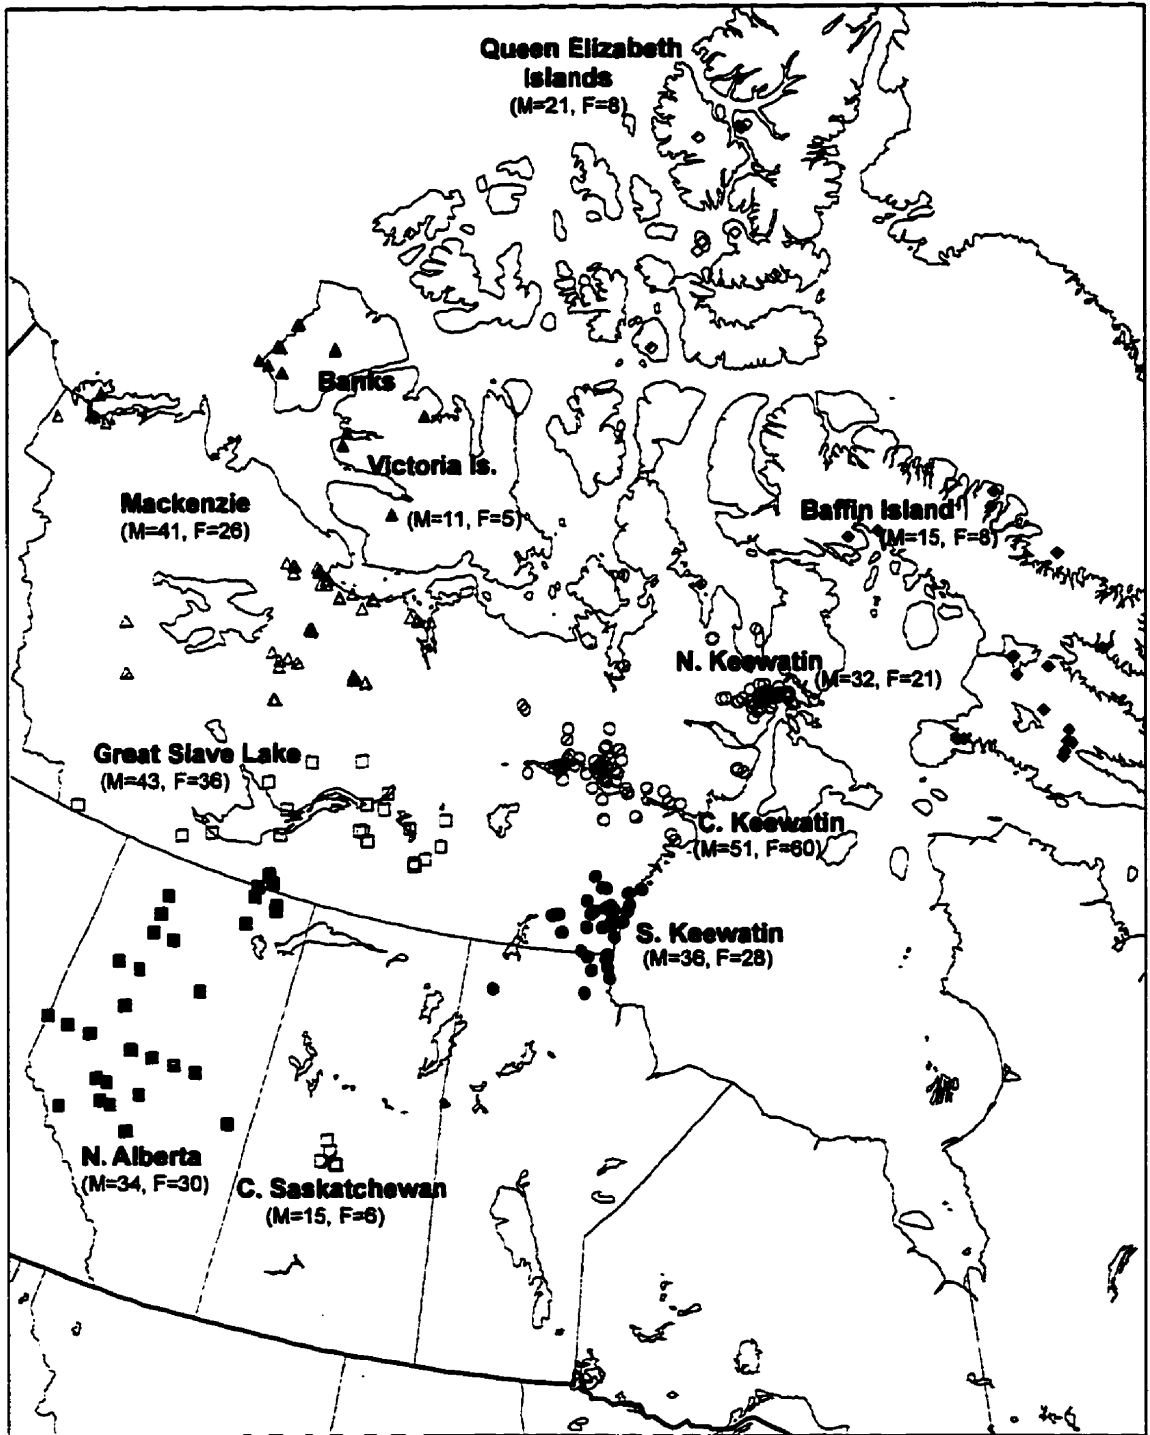 Queen Elizabeth
Islands
(M=21, F=8)
Banks
Victoria Is.
(M=11, F=5)
Mackenzie
(M=41, F=26)
Baffin Island
(M=15, F=8)
N. Keewatin
(M=32, F=21)
Great Slave Lake
(M=43, F=36)
C. Keewatin
(M=51, F=60)
S. Keewatin
(M=36, F=28)
N. Alberta
(M=34, F=30)
C. Saskatchewan
(M=15, F=6)